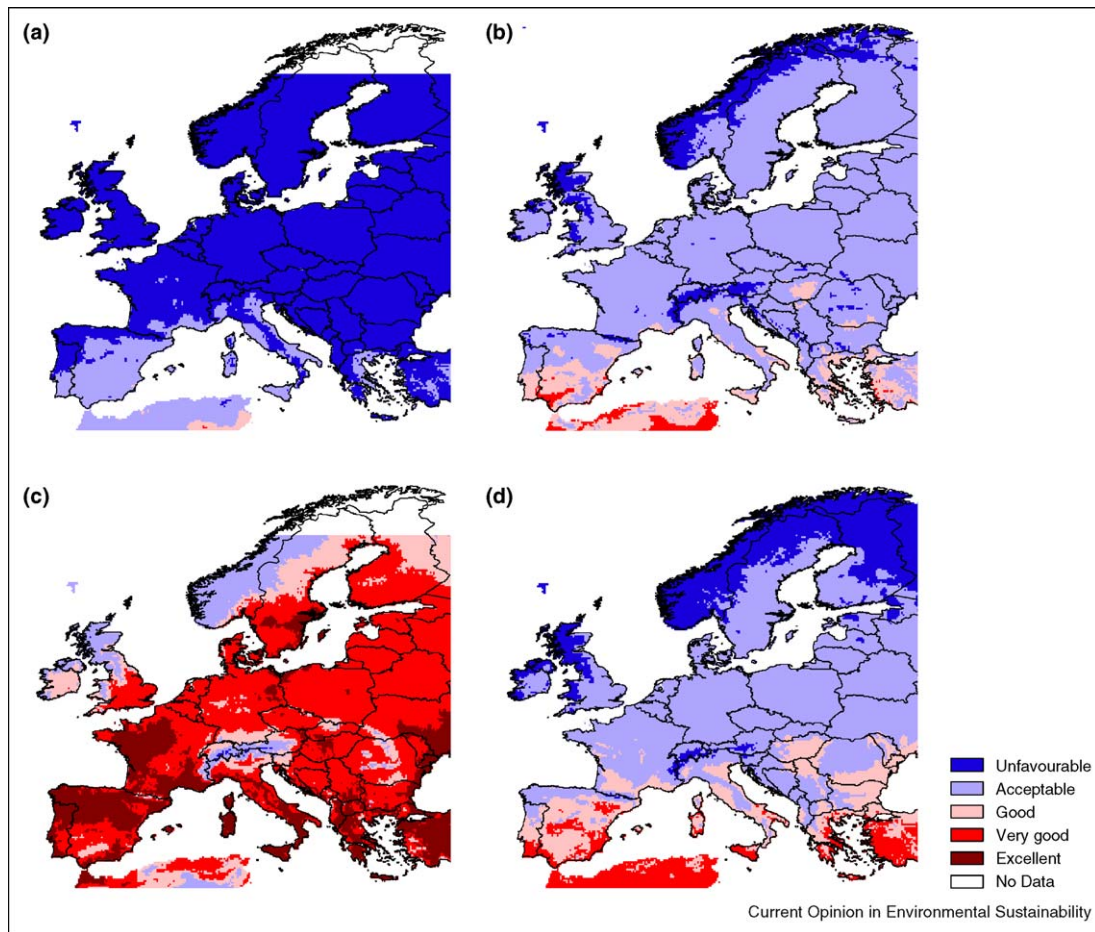 (a)
(b)
(c)
(d)
Unfavourable
Acceptable
Good
Very good
Excellent
No Data
Current Opinion in Environmental Sustainability